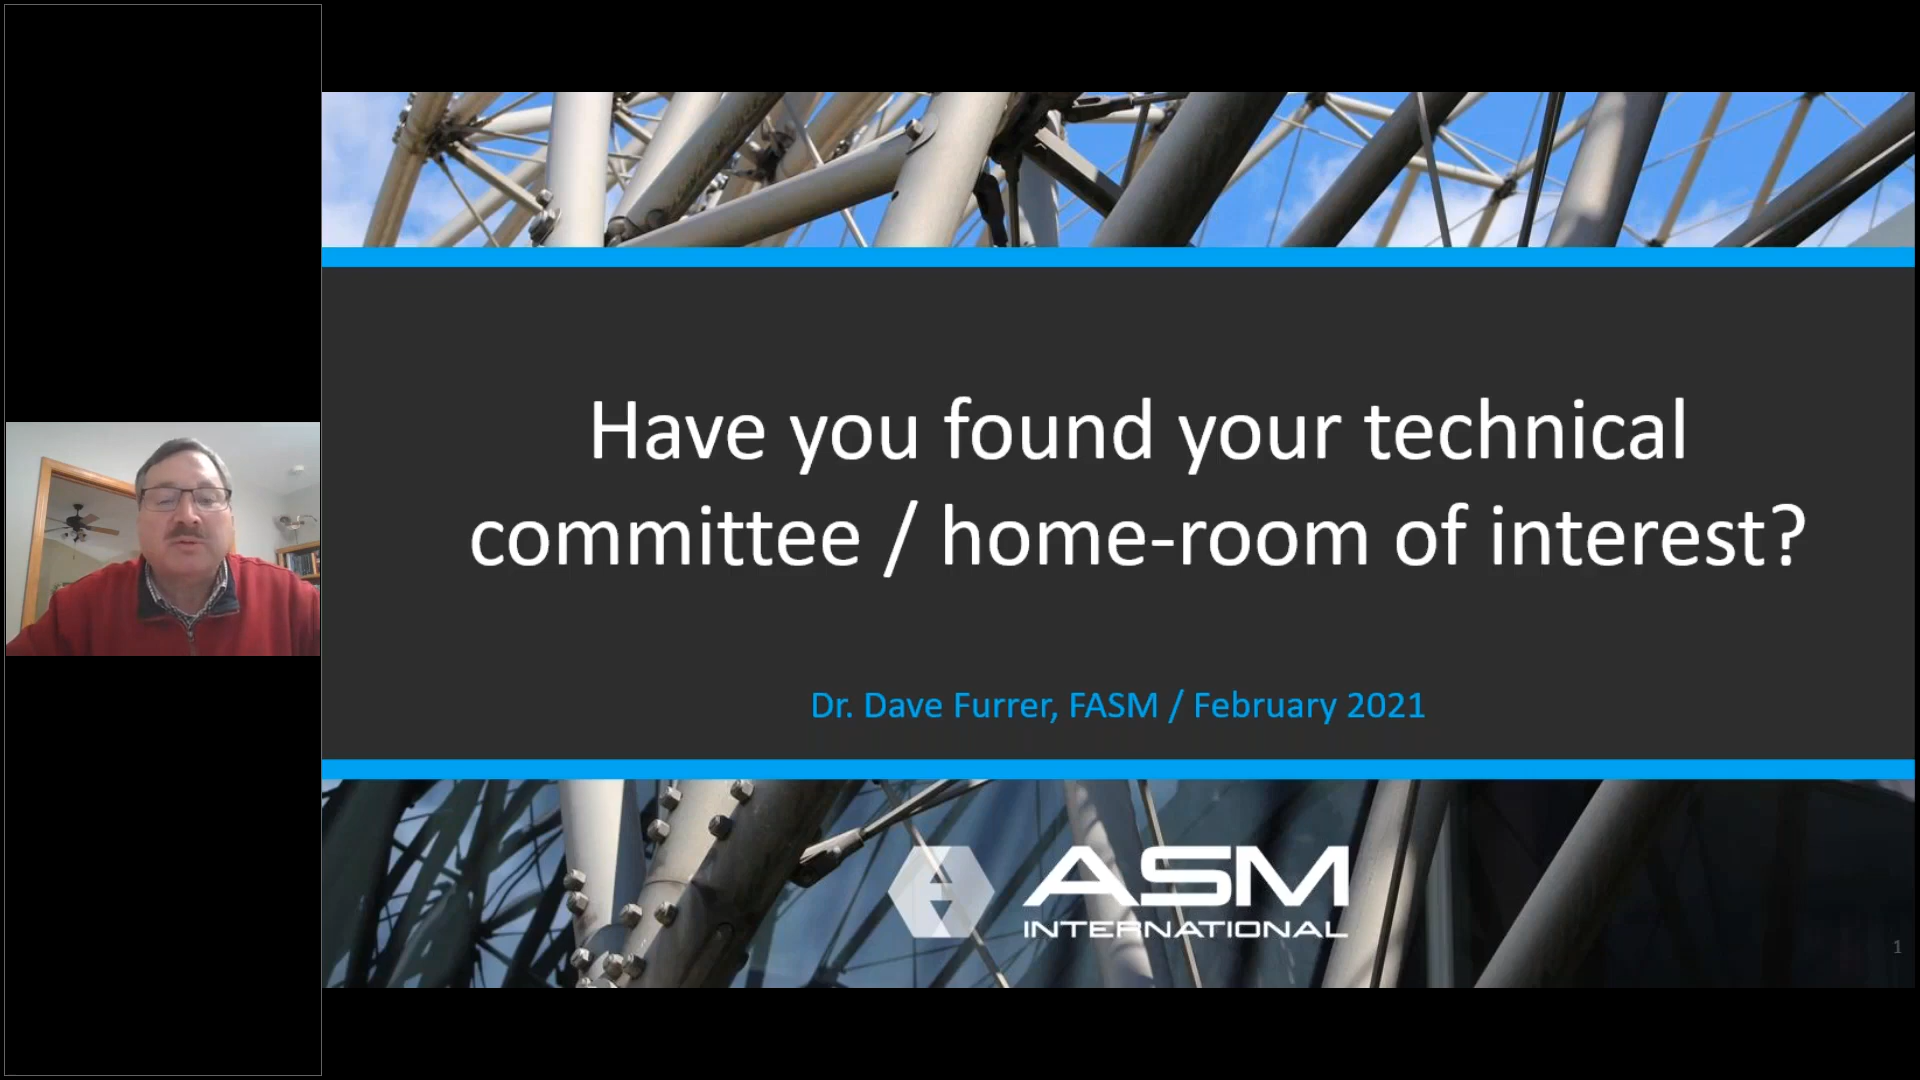 Have you found your technical
committee / home-room of interest?
Dr. Dave Furrer, FASM / February 2021
ASM
INTERNATIONAL
1